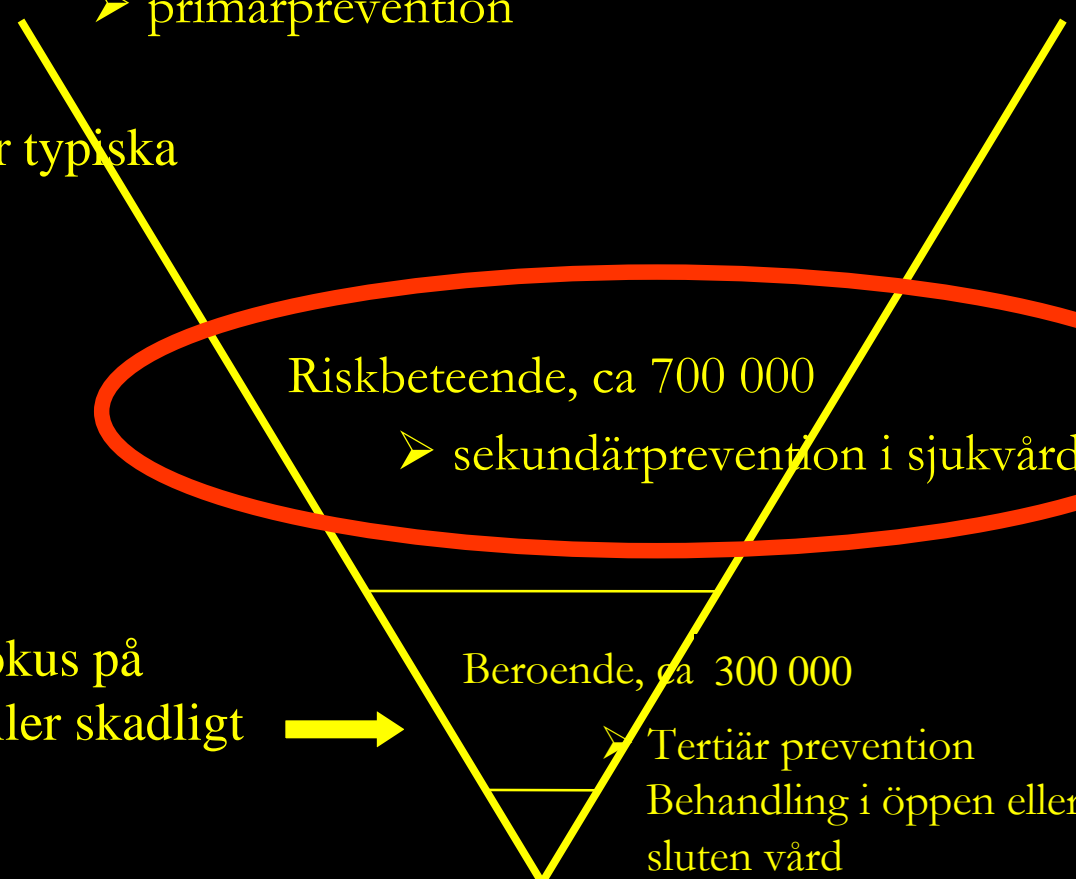 ➢ primärprevention
r typiska
Riskbeteende, ca 700 000
➢ sekundärprevention i sjukvård
okus på
ller skadligt
Beroende, ca 300 000
➢ Tertiär prevention
Behandling i öppen eller
sluten vård